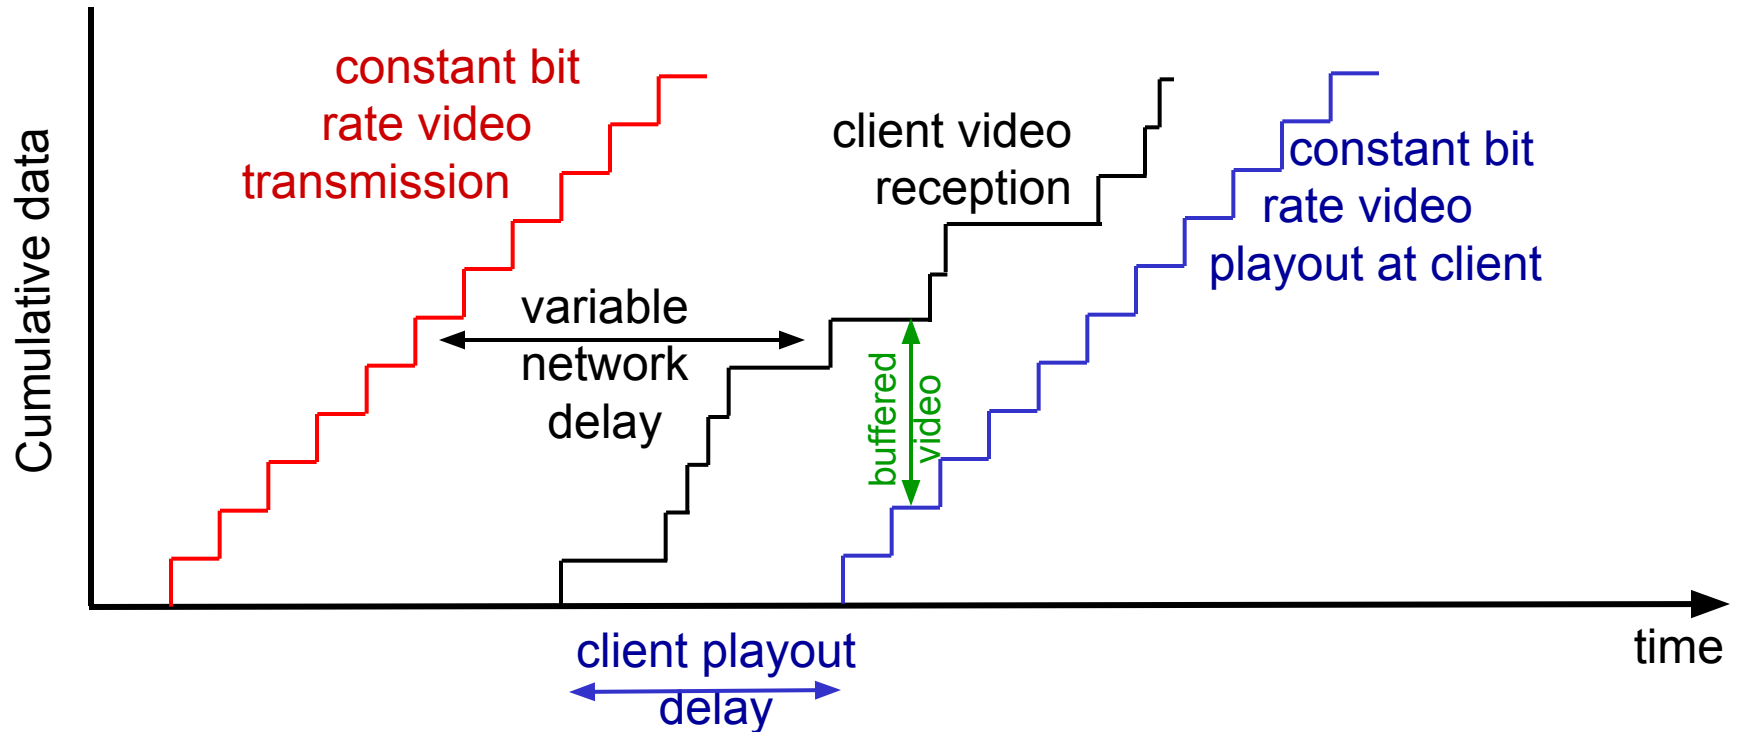 constant bit
rate video
transmission
client video
reception
constant bit
rate video
playout at client
Cumulative data
variable
network
delay
buffered
video
time
client playout
delay